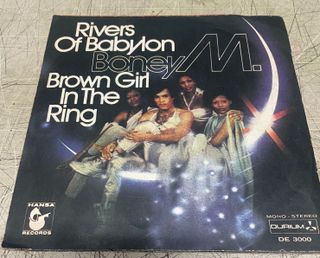 Rivers
Of Babylon
Boney M.
Brown Girl
In The
Ring
HANSA
RECORDS
MONO - STEREO
DURIUM
DE 3000